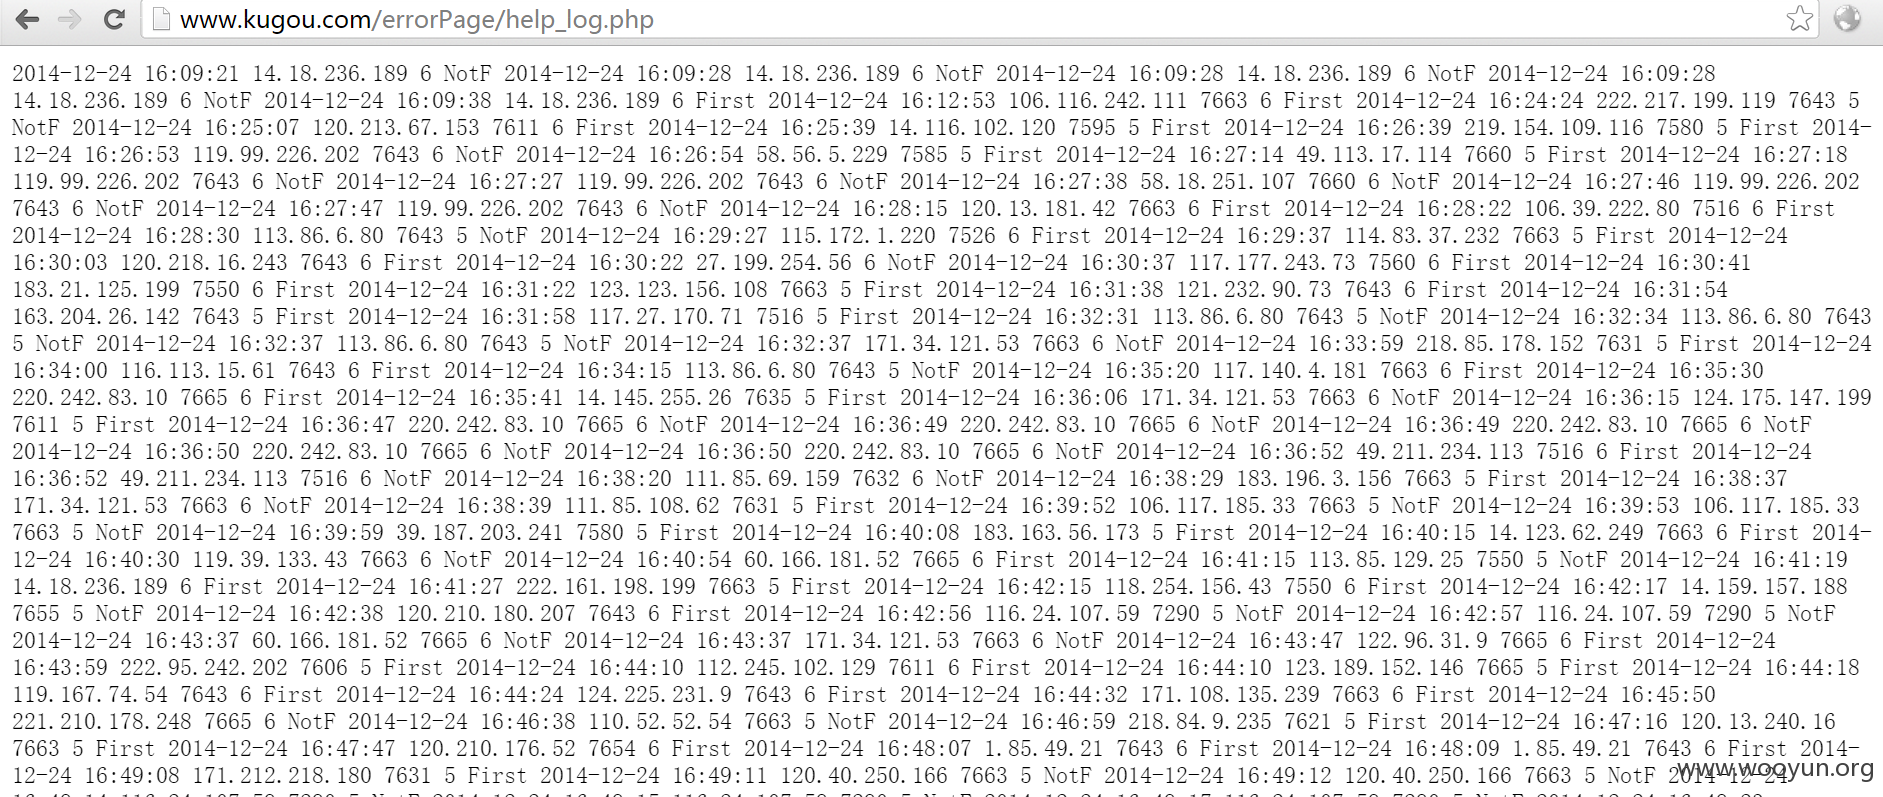 www.kugou.com/errorPage/help_log.php
2014-12-24 16:09:21 14.18.236.189 6 NotF 2014-12-24 16:09:28 14.18.236.189 6 NotF 2014-12-24 16:09:28 14.18.236.189 6 NotF 2014-12-24 16:09:28
14.18.236.189 6 NotF 2014-12-24 16:09:38 14.18.236.189 6 First 2014-12-24 16:12:53 106.116.242.111 7663 6 First 2014-12-24 16:24:24 222.217.199.119 7643 5
NotF 2014-12-24 16:25:07 120.213.67.153 7611 6 First 2014-12-24 16:25:39 14.116.102.120 7595 5 First 2014-12-24 16:26:39 219.154.109.116 7580 5 First 2014-
12-24 16:26:53 119.99.226.202 7643 6 NotF 2014-12-24 16:26:54 58.56.5.229 7585 5 First 2014-12-24 16:27:14 49.113.17.114 7660 5 First 2014-12-24 16:27:18
119.99.226.202 7643 6 NotF 2014-12-24 16:27:27 119.99.226.202 7643 6 NotF 2014-12-24 16:27:38 58.18.251.107 7660 6 NotF 2014-12-24 16:27:46 119.99.226.202
7643 6 NotF 2014-12-24 16:27:47 119.99.226.202 7643 6 NotF 2014-12-24 16:28:15 120.13.181.42 7663 6 First 2014-12-24 16:28:22 106.39.222.80 7516 6 First
2014-12-24 16:28:30 113.86.6.80 7643 5 NotF 2014-12-24 16:29:27 115.172.1.220 7526 6 First 2014-12-24 16:29:37 114.83.37.232 7663 5 First 2014-12-24
16:30:03 120.218.16.243 7643 6 First 2014-12-24 16:30:22 27.199.254.56 6 NotF 2014-12-24 16:30:37 117.177.243.73 7560 6 First 2014-12-24 16:30:41
183.21.125.199 7550 6 First 2014-12-24 16:31:22 123.123.156.108 7663 5 First 2014-12-24 16:31:38 121.232.90.73 7643 6 First 2014-12-24 16:31:54
163.204.26.142 7643 5 First 2014-12-24 16:31:58 117.27.170.71 7516 5 First 2014-12-24 16:32:31 113.86.6.80 7643 5 NotF 2014-12-24 16:32:34 113.86.6.80 7643
5 NotF 2014-12-24 16:32:37 113.86.6.80 7643 5 NotF 2014-12-24 16:32:37 171.34.121.53 7663 6 NotF 2014-12-24 16:33:59 218.85.178.152 7631 5 First 2014-12-24
16:34:00 116.113.15.61 7643 6 First 2014-12-24 16:34:15 113.86.6.80 7643 5 NotF 2014-12-24 16:35:20 117.140.4.181 7663 6 First 2014-12-24 16:35:30
220.242.83.10 7665 6 First 2014-12-24 16:35:41 14.145.255.26 7635 5 First 2014-12-24 16:36:06 171.34.121.53 7663 6 NotF 2014-12-24 16:36:15 124.175.147.199
7611 5 First 2014-12-24 16:36:47 220.242.83.10 7665 6 NotF 2014-12-24 16:36:49 220.242.83.10 7665 6 NotF 2014-12-24 16:36:49 220.242.83.10 7665 6 NotF
2014-12-24 16:36:50 220.242.83.10 7665 6 NotF 2014-12-24 16:36:50 220.242.83.10 7665 6 NotF 2014-12-24 16:36:52 49.211.234.113 7516 6 First 2014-12-24
16:36:52 49.211.234.113 7516 6 NotF 2014-12-24 16:38:20 111.85.69.159 7632 6 NotF 2014-12-24 16:38:29 183.196.3.156 7663 5 First 2014-12-24 16:38:37
171.34.121.53 7663 6 NotF 2014-12-24 16:38:39 111.85.108.62 7631 5 First 2014-12-24 16:39:52 106.117.185.33 7663 5 NotF 2014-12-24 16:39:53 106.117.185.33
7663 5 NotF 2014-12-24 16:39:59 39.187.203.241 7580 5 First 2014-12-24 16:40:08 183.163.56.173 5 First 2014-12-24 16:40:15 14.123.62.249 7663 6 First 2014-
12-24 16:40:30 119.39.133.43 7663 6 NotF 2014-12-24 16:40:54 60.166.181.52 7665 6 First 2014-12-24 16:41:15 113.85.129.25 7550 5 NotF 2014-12-24 16:41:19
14.18.236.189 6 First 2014-12-24 16:41:27 222.161.198.199 7663 5 First 2014-12-24 16:42:15 118.254.156.43 7550 6 First 2014-12-24 16:42:17 14.159.157.188
7655 5 NotF 2014-12-24 16:42:38 120.210.180.207 7643 6 First 2014-12-24 16:42:56 116.24.107.59 7290 5 NotF 2014-12-24 16:42:57 116.24.107.59 7290 5 NotF
2014-12-24 16:43:37 60.166.181.52 7665 6 NotF 2014-12-24 16:43:37 171.34.121.53 7663 6 NotF 2014-12-24 16:43:47 122.96.31.9 7665 6 First 2014-12-24
16:43:59 222.95.242.202 7606 5 First 2014-12-24 16:44:10 112.245.102.129 7611 6 First 2014-12-24 16:44:10 123.189.152.146 7665 5 First 2014-12-24 16:44:18
119.167.74.54 7643 6 First 2014-12-24 16:44:24 124.225.231.9 7643 6 First 2014-12-24 16:44:32 171.108.135.239 7663 6 First 2014-12-24 16:45:50
221.210.178.248 7665 6 NotF 2014-12-24 16:46:38 110.52.52.54 7663 5 NotF 2014-12-24 16:46:59 218.84.9.235 7621 5 First 2014-12-24 16:47:16 120.13.240.16
7663 5 First 2014-12-24 16:47:47 120.210.176.52 7654 6 First 2014-12-24 16:48:07 1.85.49.21 7643 6 First 2014-12-24 16:48:09 1.85.49.21 7643 6 First 2014-
12-24 16:49:08 171.212.218.180 7631 5 First 2014-12-24 16:49:11 120.40.250.166 7663 5 NotF 2014-12-24 16:49:12 120.40.250.166 7663 5 NotF 2014-12-24
www.wooyun.org